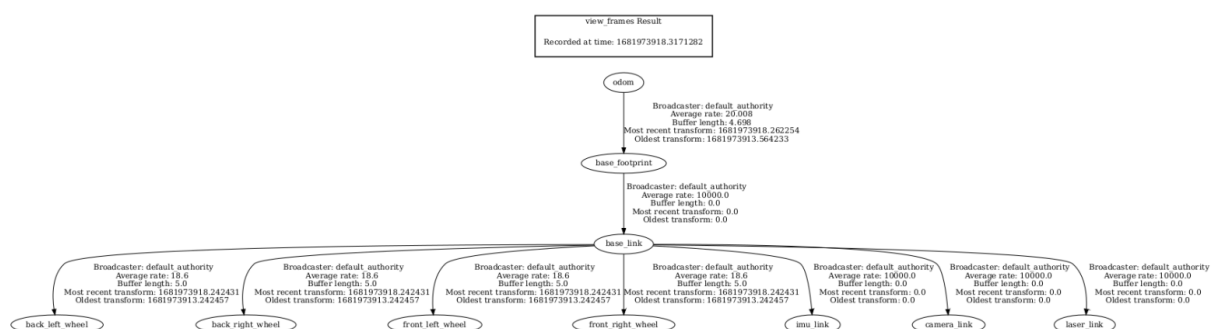 view_frames Result
Recorded at time: 1681973918.3171282
odom
Broadcaster: default_authority
Average rate: 20.008
Buffer length: 4.698
Most recent transform: 1681973918.262254
Oldest transform: 1681973913.564233
base_footprint
Broadcaster: default_authority
Average rate: 10000.0
Buffer length: 0.0
Most recent transform: 0.0
Oldest transform: 0.0
base_link
Broadcaster: default_authority
Average rate: 18.6
Buffer length: 5.0
Most recent transform: 1681973918.242431
Oldest transform: 1681973913.242457
Broadcaster: default_authority
Average rate: 18.6
Buffer length: 5.0
Most recent transform: 1681973918.242431
Oldest transform: 1681973913.242457
Broadcaster: default_authority
Average rate: 18.6
Buffer length: 5.0
Most recent transform: 1681973918.242431
Oldest transform: 1681973913.242457
Broadcaster: default_authority
Average rate: 18.6
Buffer length: 5.0
Most recent transform: 1681973918.242431
Oldest transform: 1681973913.242457
Broadcaster: default_authority
Average rate: 10000.0
Buffer length: 0.0
Most recent transform: 0.0
Oldest transform: 0.0
Broadcaster: default_authority
Average rate: 10000.0
Buffer length: 0.0
Most recent transform: 0.0
Oldest transform: 0.0
Broadcaster: default_authority
Average rate: 10000.0
Buffer length: 0.0
Most recent transform: 0.0
Oldest transform: 0.0
back_left_wheel
back_right_wheel
front_left_wheel
front_right_wheel
imu_link
camera_link
laser_link